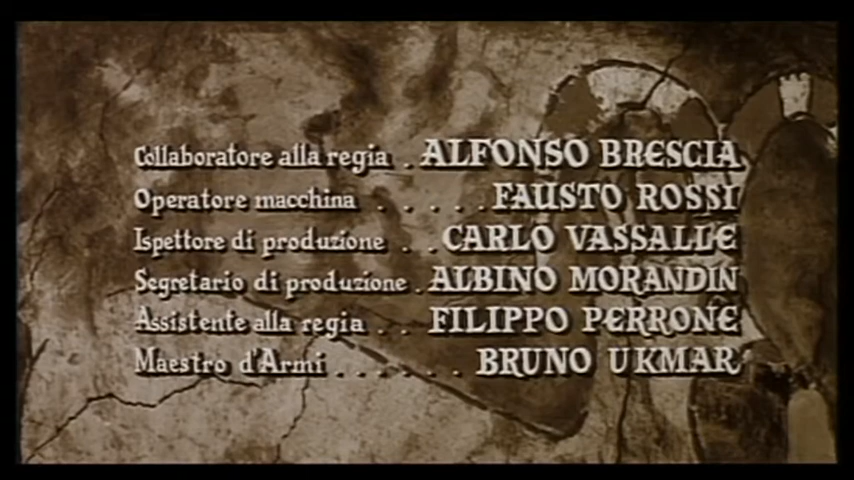 Collaboratore alla regia . ALFONSO BRESCIA
Operatore macchina . . . . . FAUSTO ROSSI
Ispettore di produzione . . CARLO VASSALLE
Segretario di produzione . ALBINO MORANDIN
Assistente alla regia . . FILIPPO PERRONE
Maestro d'Armi . . . . . . . BRUNO UKMAR